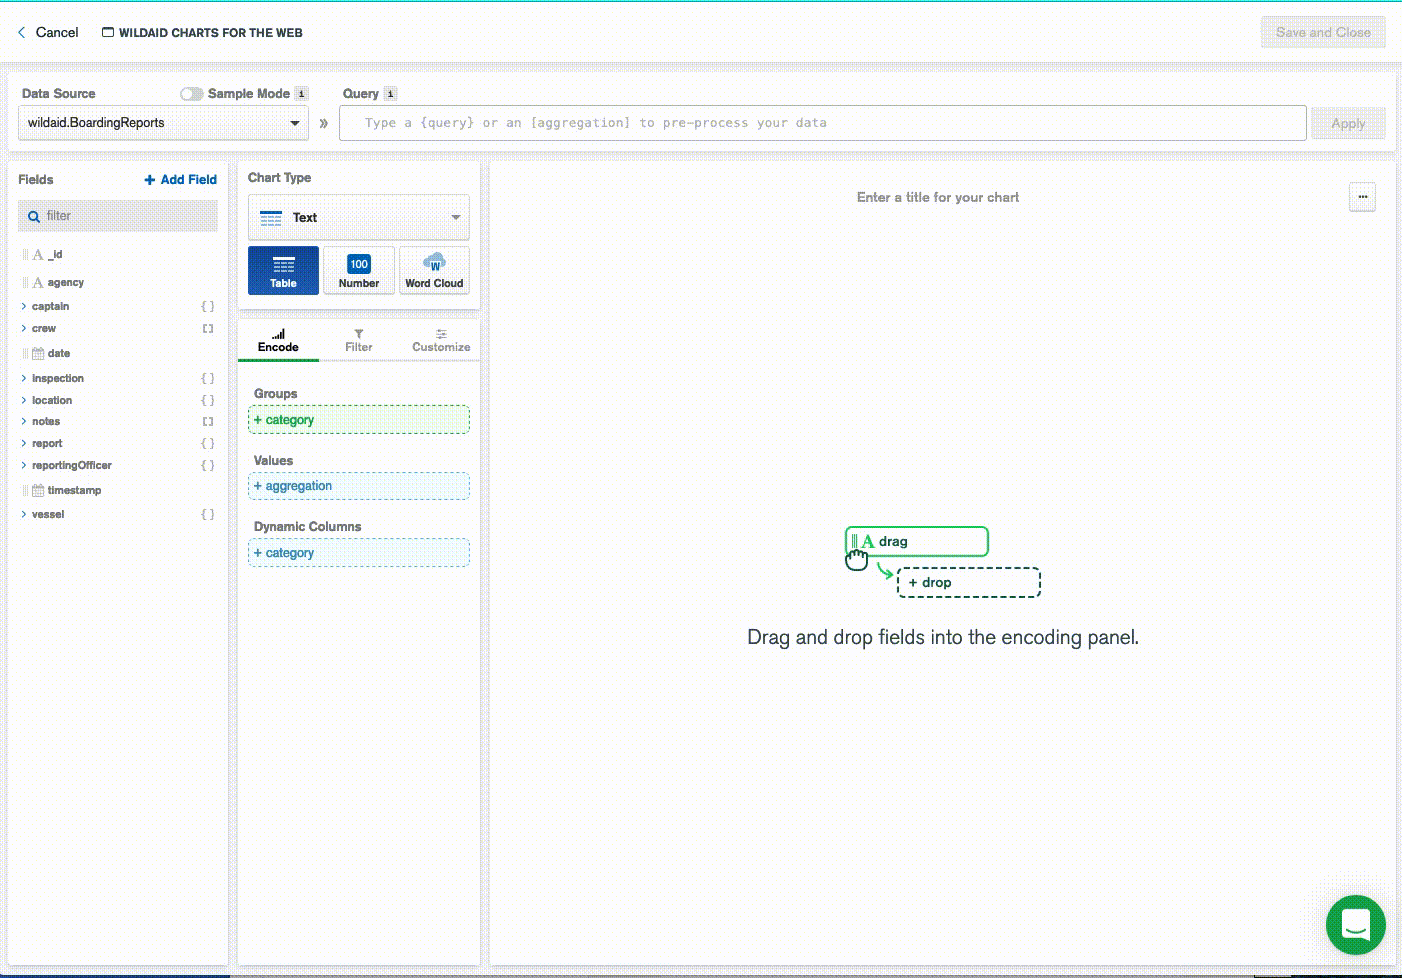 Cancel
WILDAID CHARTS FOR THE WEB
Save and Close
Data Source
Sample Mode i
Query i
wildaid.BoardingReports
»
Type a {query} or an [aggregation] to pre-process your data
Apply
Fields
+ Add Field
filter
A _id
A agency
> captain { }
> crew [ ]
date
> inspection { }
> location { }
> notes [ ]
> report { }
> reportingOfficer { }
timestamp
> vessel { }
Chart Type
Text
Table
100
Number
W
Word Cloud
Encode
Filter
Customize
Groups
+ category
Values
+ aggregation
Dynamic Columns
+ category
Enter a title for your chart
...
A drag
+ drop
Drag and drop fields into the encoding panel.